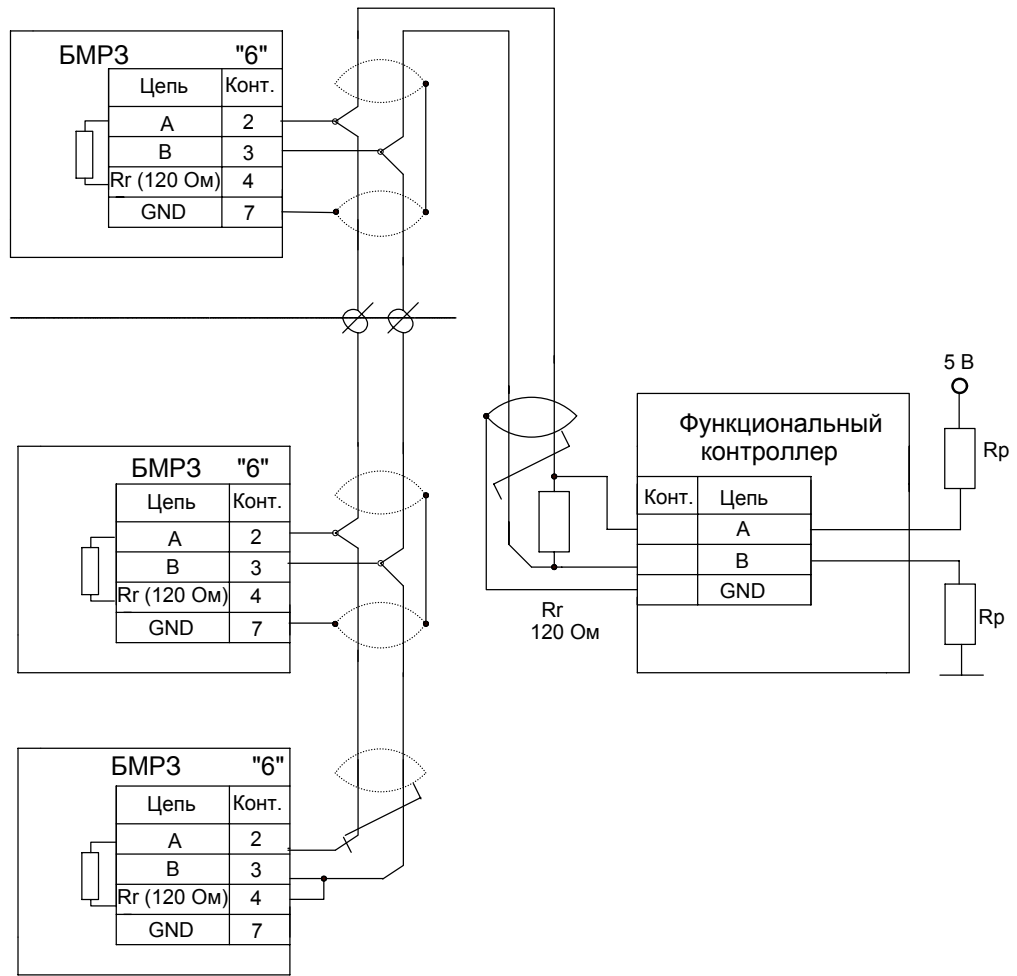 БМРЗ "6"
Цепь Конт.
A 2
B 3
Rr (120 Ом) 4
GND 7
5 В
Rp
Функциональный
контроллер
Конт. Цепь
A
B
GND
Rp
Rr
120 Ом
БМРЗ "6"
Цепь Конт.
A 2
B 3
Rr (120 Ом) 4
GND 7
БМРЗ "6"
Цепь Конт.
A 2
B 3
Rr (120 Ом) 4
GND 7